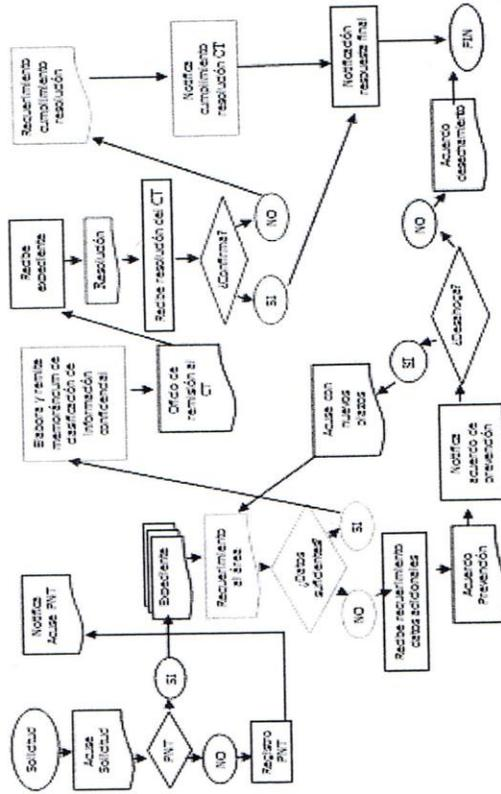 Solicitud
Acuse
Solicitud
PNT
SI
NO
Registro
PNT
Notifica
Acuse PNT
Expediente
Requerimiento
al área
¿Datos
suficientes?
SI
NO
Recibe requerimiento
datos adicionales
Acuerdo
Prevención
Notifica
acuerdo de
prevención
¿Desahoga?
SI
NO
Acuse con
nuevos
plazos
Acuerdo
desechamiento
FIN
Elabora y remite
memorándum de
clasificación de
Información
confidencial
Oficio de
remisión al
CT
Recibe
expediente
Resolución
Recibe resolución del CT
¿Confirma?
SI
NO
Requerimiento
cumplimiento
resolución
Notifica
cumplimiento
resolución CT
Notificación
respuesta final